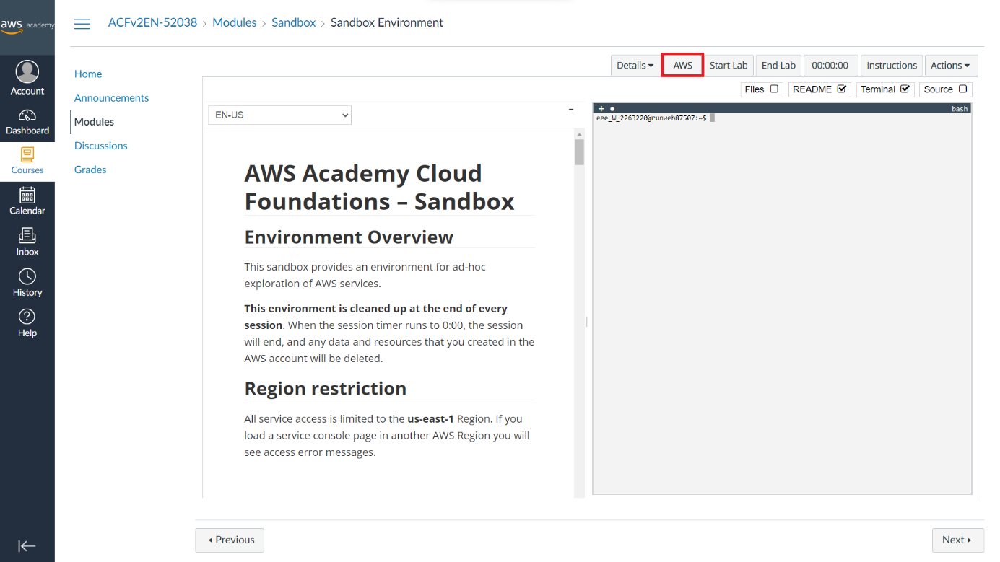 aws academy
ACFv2EN-52038 › Modules › Sandbox › Sandbox Environment
Account
Dashboard
Courses
Calendar
Inbox
History
Help
Home
Announcements
Modules
Discussions
Grades
Details ▾ AWS Start Lab End Lab 00:00:00 Instructions Actions ▾
Files README Terminal Source
EN-US
AWS Academy Cloud
Foundations – Sandbox
Environment Overview
This sandbox provides an environment for ad-hoc
exploration of AWS services.
This environment is cleaned up at the end of every
session. When the session timer runs to 0:00, the session
will end, and any data and resources that you created in the
AWS account will be deleted.
Region restriction
All service access is limited to the us-east-1 Region. If you
load a service console page in another AWS Region you will
see access error messages.
bash
eee_W_2263220@runweb87507:~$
◂ Previous
Next ▸